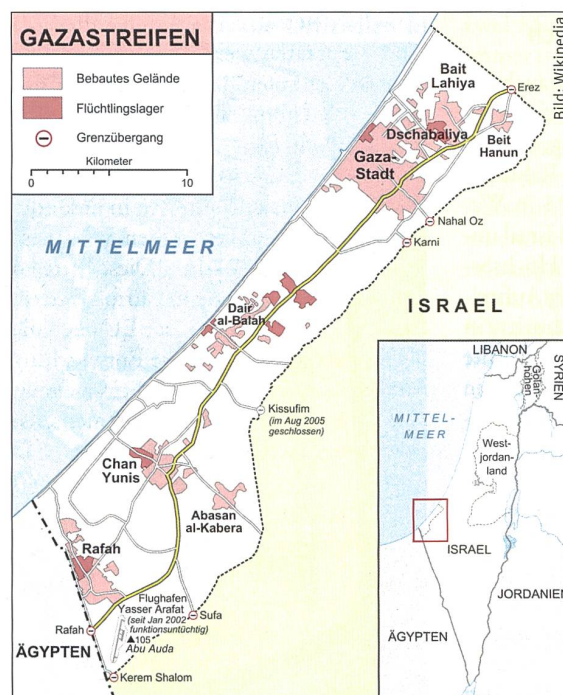 GAZASTREIFEN
Bebautes Gelände
Flüchtlingslager
Grenzübergang
Kilometer
0 10
Bild: Wikipedia
Bait
Lahiya
Erez
Dschabaliya
Beit
Hanun
Gaza-
Stadt
Nahal Oz
Karni
MITTELMEER
ISRAEL
Dair
al-Balah
Kissufim
(im Aug 2005
geschlossen)
Chan
Yunis
Abasan
al-Kabera
Rafah
Flughafen
Yasser Arafat
(seit Jan 2002
funktionsuntüchtig)
Sufa
105
Abu Auda
Rafah
ÄGYPTEN
Kerem Shalom
LIBANON
Golan-
höhen
SYRIEN
MITTEL-
MEER
West-
jordan-
land
ISRAEL
JORDANIEN
ÄGYPTEN